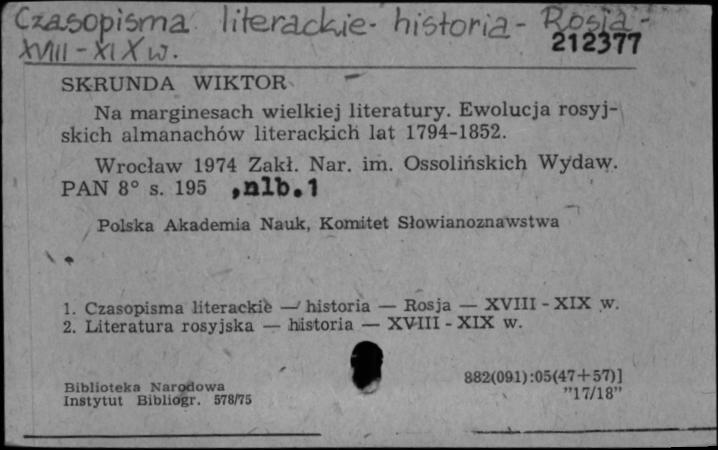 Czasopisma literackie - historia - Rosja -
XVIII - XIX w.
212377
SKRUNDA WIKTOR
Na marginesach wielkiej literatury. Ewolucja rosyj-
skich almanachów literackich lat 1794-1852.
Wrocław 1974 Zakł. Nar. im. Ossolińskich Wydaw.
PAN 8° s. 195 ,nlb.1
Polska Akademia Nauk, Komitet Słowianoznawstwa
1. Czasopisma literackie — historia — Rosja — XVIII - XIX w.
2. Literatura rosyjska — historia — XVIII - XIX w.
882(091):05(47+57)]
"17/18"
Biblioteka Narodowa
Instytut Bibliogr. 578/75